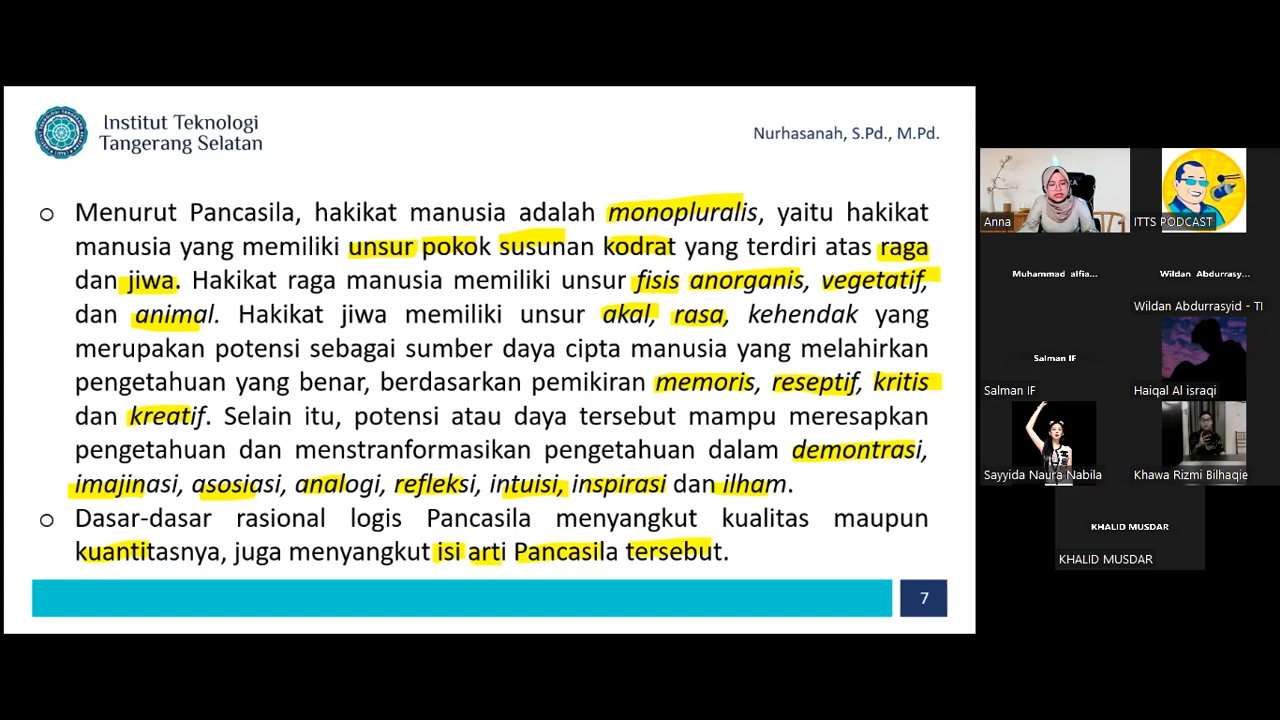 Institut Teknologi
Tangerang Selatan
Nurhasanah, S.Pd., M.Pd.
o Menurut Pancasila, hakikat manusia adalah monopluralis, yaitu hakikat
manusia yang memiliki unsur pokok susunan kodrat yang terdiri atas raga
dan jiwa. Hakikat raga manusia memiliki unsur fisis anorganis, vegetatif,
dan animal. Hakikat jiwa memiliki unsur akal, rasa, kehendak yang
merupakan potensi sebagai sumber daya cipta manusia yang melahirkan
pengetahuan yang benar, berdasarkan pemikiran memoris, reseptif, kritis
dan kreatif. Selain itu, potensi atau daya tersebut mampu meresapkan
pengetahuan dan menstranformasikan pengetahuan dalam demontrasi,
imajinasi, asosiasi, analogi, refleksi, intuisi, inspirasi dan ilham.
o Dasar-dasar rasional logis Pancasila menyangkut kualitas maupun
kuantitasnya, juga menyangkut isi arti Pancasila tersebut.
7
Anna
ITTS PODCAST
Muhammad alfia...
Wildan Abdurrasy...
Wildan Abdurrasyid - TI
Salman IF
Salman IF
Haiqal Al israqi
Sayyida Naura Nabila
Khawa Rizmi Bilhaqie
KHALID MUSDAR
KHALID MUSDAR